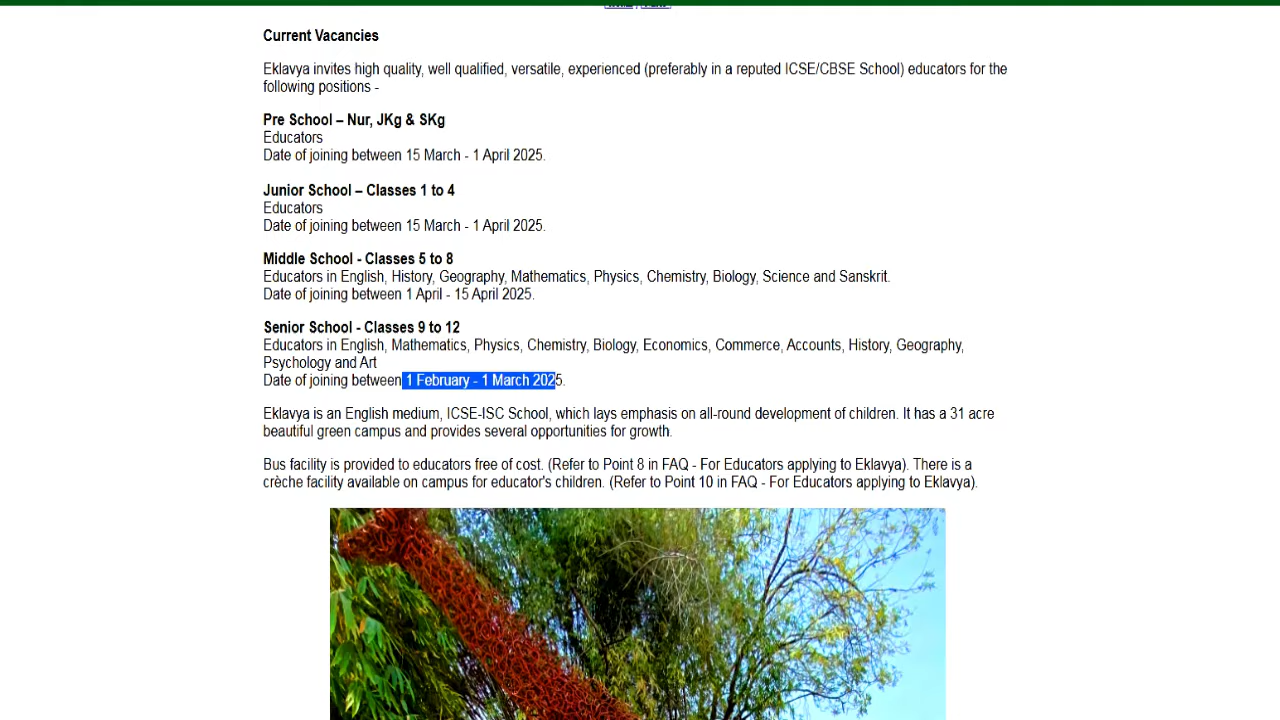 Current Vacancies
Eklavya invites high quality, well qualified, versatile, experienced (preferably in a reputed ICSE/CBSE School) educators for the
following positions -
Pre School – Nur, JKg & SKg
Educators
Date of joining between 15 March - 1 April 2025.
Junior School – Classes 1 to 4
Educators
Date of joining between 15 March - 1 April 2025.
Middle School - Classes 5 to 8
Educators in English, History, Geography, Mathematics, Physics, Chemistry, Biology, Science and Sanskrit.
Date of joining between 1 April - 15 April 2025.
Senior School - Classes 9 to 12
Educators in English, Mathematics, Physics, Chemistry, Biology, Economics, Commerce, Accounts, History, Geography,
Psychology and Art
Date of joining between 1 February - 1 March 2025.
Eklavya is an English medium, ICSE-ISC School, which lays emphasis on all-round development of children. It has a 31 acre
beautiful green campus and provides several opportunities for growth.
Bus facility is provided to educators free of cost. (Refer to Point 8 in FAQ - For Educators applying to Eklavya). There is a
crèche facility available on campus for educator's children. (Refer to Point 10 in FAQ - For Educators applying to Eklavya).